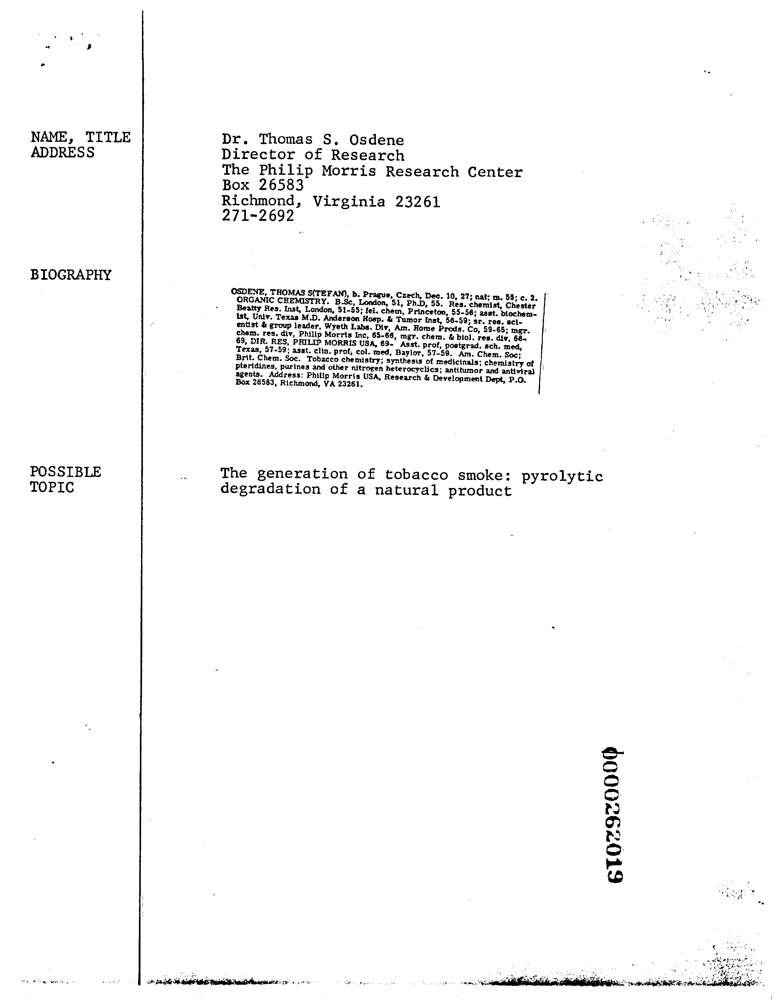 NAME, TITLE
ADDRESS
Dr. Thomas S. Osdene
Director of Research
The Philip Morris Research Center
Box 26583
Richmond, Virginia 23261
271-2692
BIOGRAPHY
OSDENE, THOMAS S(TEFAN), b. Prague, Czech, Dec. 10, 27; nat; m. 55; c. 2.
ORGANIC CHEMISTRY. B.Sc, London, 51, Ph.D, 55. Res. chemist, Chester
Beatty Res. Inst, London, 51-55; fel. chem, Princeton, 55-56; asst. biochem-
ist, Univ. Texas M.D. Anderson Hosp. & Tumor Inst, 56-59; sr. res. sci-
entist & group leader, Wyeth Labs. Div, Am. Home Prods. Co, 59-65; mgr.
chem. res. div, Philip Morris Inc, 65-66, mgr. chem. & biol. res. div, 66-
69, DIR. RES, PHILIP MORRIS USA, 69- Asst. prof, postgrad. sch. med,
Texas, 57-59; asst. clin. prof, col. med, Baylor, 57-59. Am. Chem. Soc;
Brit. Chem. Soc. Tobacco chemistry; synthesis of medicinals; chemistry of
pteridines, purines and other nitrogen heterocyclics; antitumor and antiviral
agents. Address: Philip Morris USA, Research & Development Dept, P.O.
Box 26583, Richmond, VA 23261.
POSSIBLE
TOPIC
The generation of tobacco smoke: pyrolytic
degradation of a natural product
0000262019